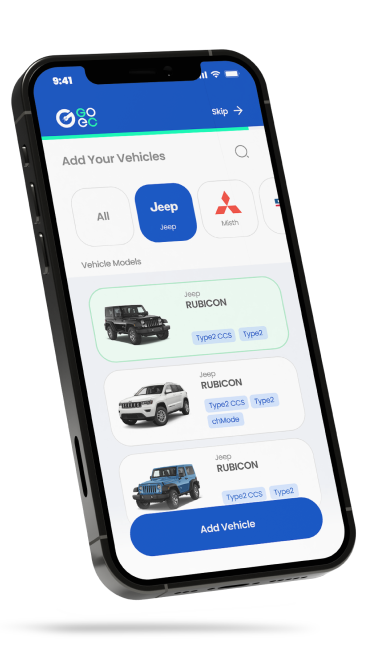 9:41
GO
EC
Skip
Add Your Vehicles
All
Jeep
Jeep
Misth
Vehicle Models
Jeep
RUBICON
Type2 CCS Type2
Jeep
RUBICON
Type2 CCS Type2
chMode
Jeep
RUBICON
Type2 CCS Type2
Add Vehicle